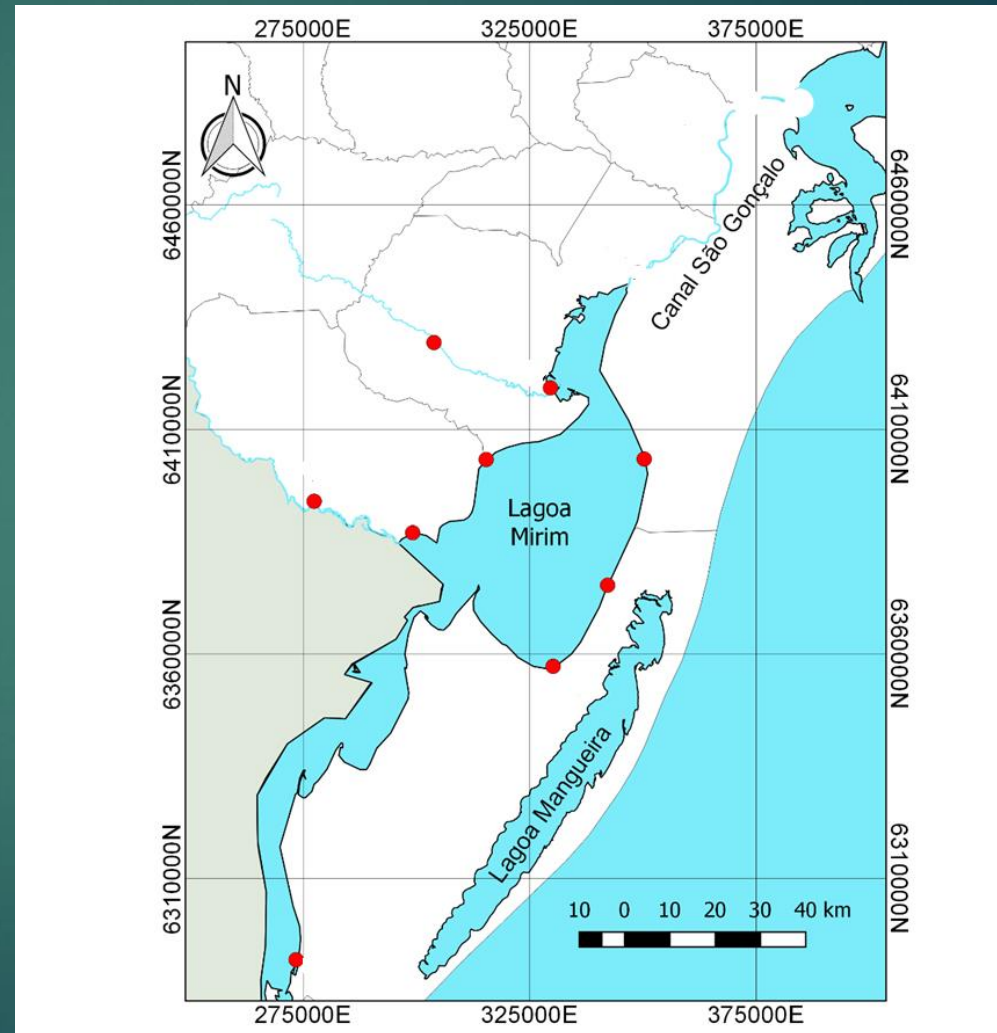 275000E 325000E 375000E
N
6460000N
6460000N
Canal São Gonçalo
6410000N
6410000N
Lagoa
Mirim
6360000N
6360000N
Lagoa Mangueira
6310000N
6310000N
10 0 10 20 30 40 km
275000E 325000E 375000E